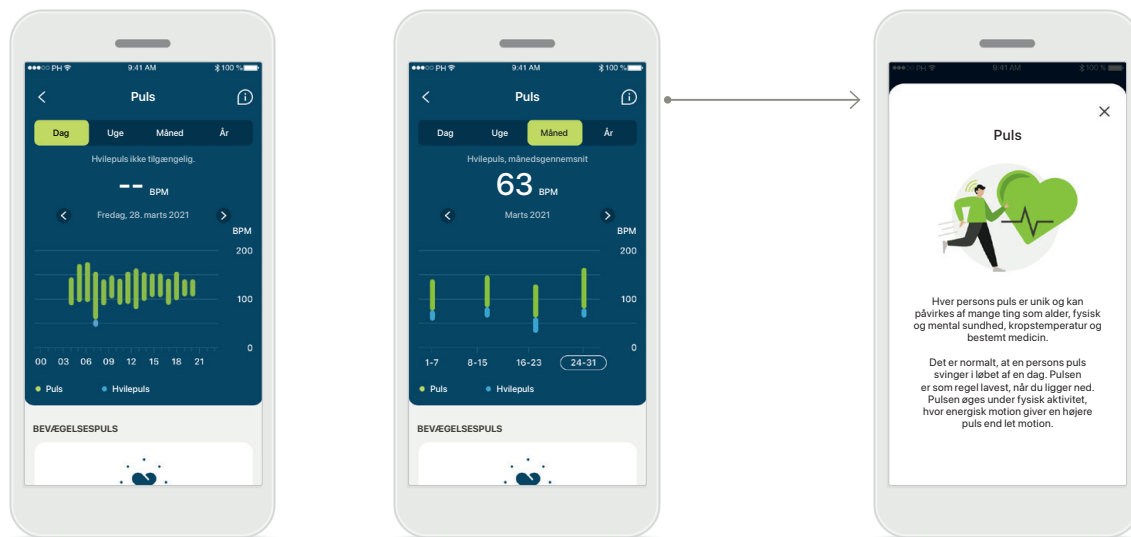 PH 9:41 AM 100 %
Puls
Dag Uge Måned År
Hvilepuls ikke tilgængelig.
-- BPM
Fredag, 28. marts 2021
BPM
200
100
0
00 03 06 09 12 15 18 21
Puls Hvilepuls
BEVÆGELSESPULS
PH 9:41 AM 100 %
Puls
Dag Uge Måned År
Hvilepuls, månedsgennemsnit
63 BPM
Marts 2021
BPM
200
100
0
1-7 8-15 16-23 24-31
Puls Hvilepuls
BEVÆGELSESPULS
PH 9:41 AM 100 %
Puls
Hver persons puls er unik og kan
påvirkes af mange ting som alder, fysisk
og mental sundhed, kropstemperatur og
bestemt medicin.
Det er normalt, at en persons puls
svinger i løbet af en dag. Pulsen
er som regel lavest, når du ligger ned.
Pulsen øges under fysisk aktivitet,
hvor energisk motion giver en højere
puls end let motion.